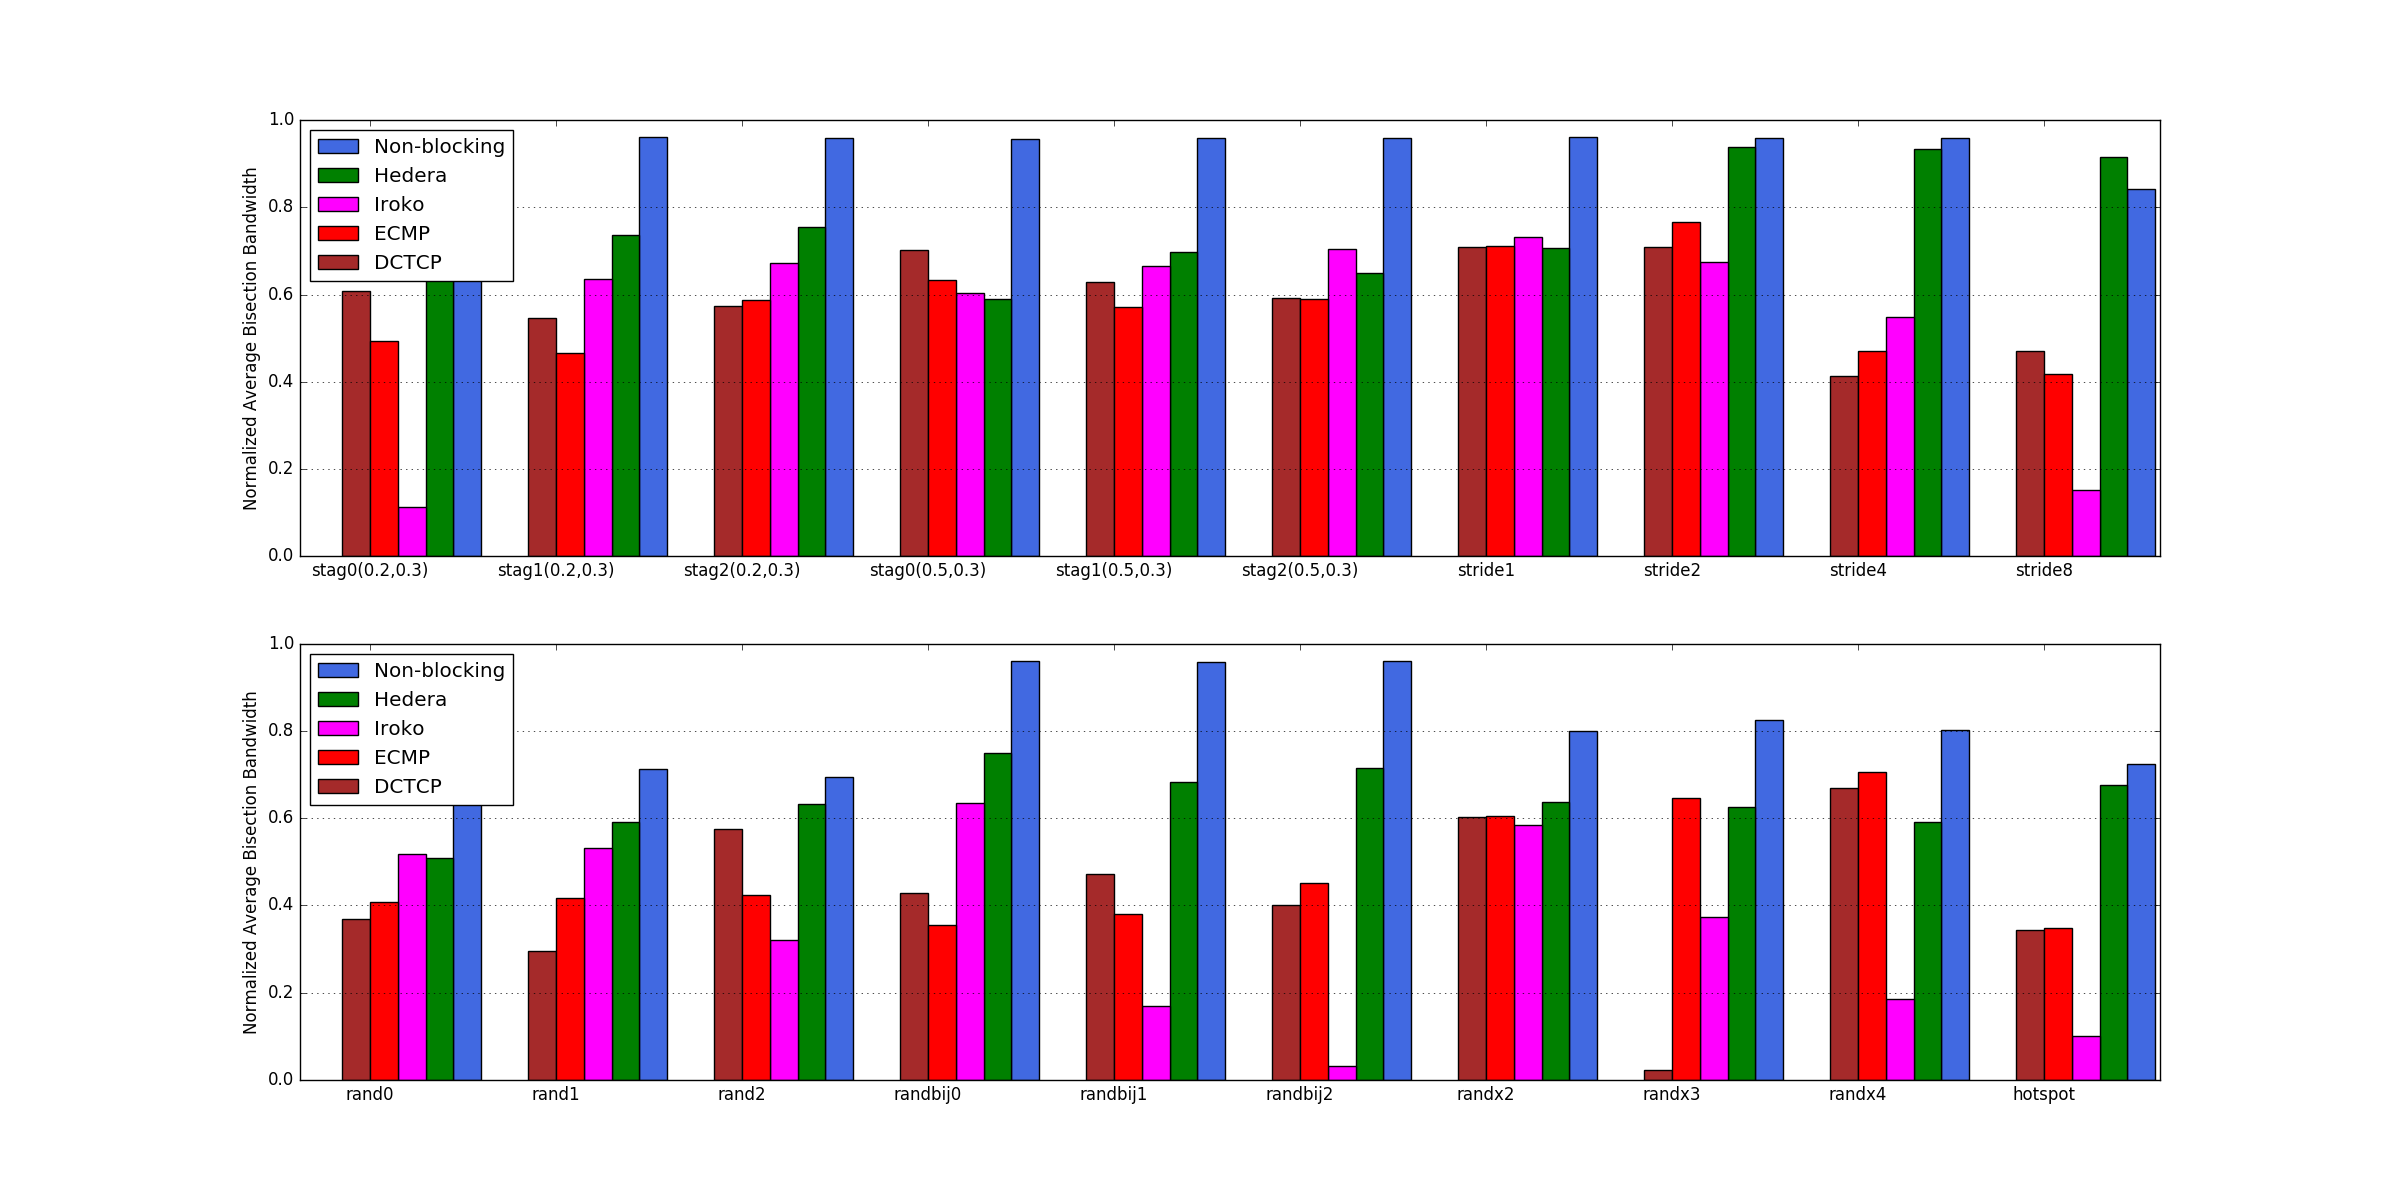 Normalized Average Bisection Bandwidth
1.0
0.8
0.6
0.4
0.2
0.0
Non-blocking
Hedera
Iroko
ECMP
DCTCP
stag0(0.2,0.3) stag1(0.2,0.3) stag2(0.2,0.3) stag0(0.5,0.3) stag1(0.5,0.3) stag2(0.5,0.3) stride1 stride2 stride4 stride8
Normalized Average Bisection Bandwidth
1.0
0.8
0.6
0.4
0.2
0.0
Non-blocking
Hedera
Iroko
ECMP
DCTCP
rand0 rand1 rand2 randbij0 randbij1 randbij2 randx2 randx3 randx4 hotspot